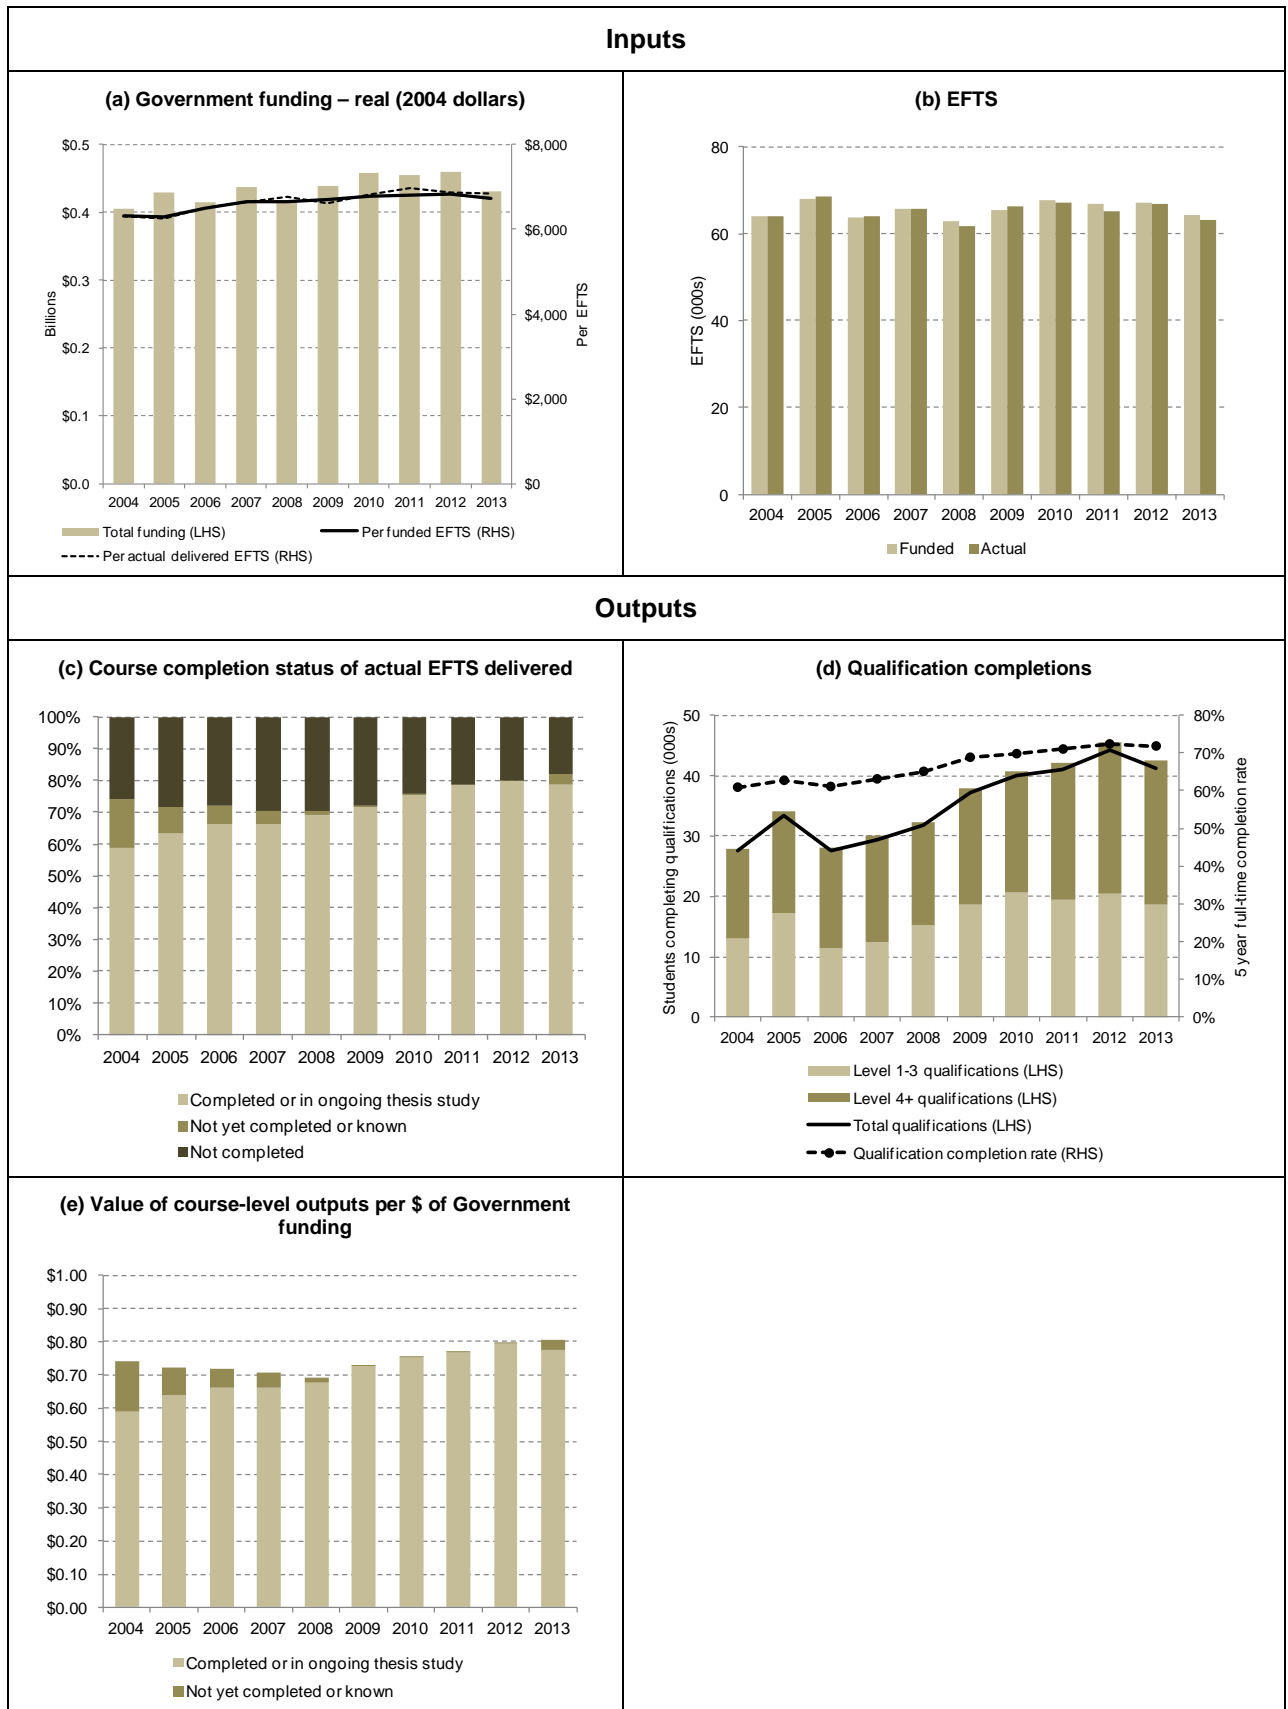 Inputs
(a) Government funding – real (2004 dollars)
$0.5
$0.4
$0.3
$0.2
$0.1
$0.0
Billions
$8,000
$6,000
$4,000
$2,000
$0
Per EFTS
2004 2005 2006 2007 2008 2009 2010 2011 2012 2013
Total funding (LHS)
Per funded EFTS (RHS)
Per actual delivered EFTS (RHS)
(b) EFTS
80
60
40
20
0
EFTS (000s)
2004 2005 2006 2007 2008 2009 2010 2011 2012 2013
Funded Actual
Outputs
(c) Course completion status of actual EFTS delivered
100%
90%
80%
70%
60%
50%
40%
30%
20%
10%
0%
2004 2005 2006 2007 2008 2009 2010 2011 2012 2013
Completed or in ongoing thesis study
Not yet completed or known
Not completed
(d) Qualification completions
50
40
30
20
10
0
Students completing qualifications (000s)
80%
70%
60%
50%
40%
30%
20%
10%
0%
5 year full-time completion rate
2004 2005 2006 2007 2008 2009 2010 2011 2012 2013
Level 1-3 qualifications (LHS)
Level 4+ qualifications (LHS)
Total qualifications (LHS)
Qualification completion rate (RHS)
(e) Value of course-level outputs per $ of Government
funding
$1.00
$0.90
$0.80
$0.70
$0.60
$0.50
$0.40
$0.30
$0.20
$0.10
$0.00
2004 2005 2006 2007 2008 2009 2010 2011 2012 2013
Completed or in ongoing thesis study
Not yet completed or known